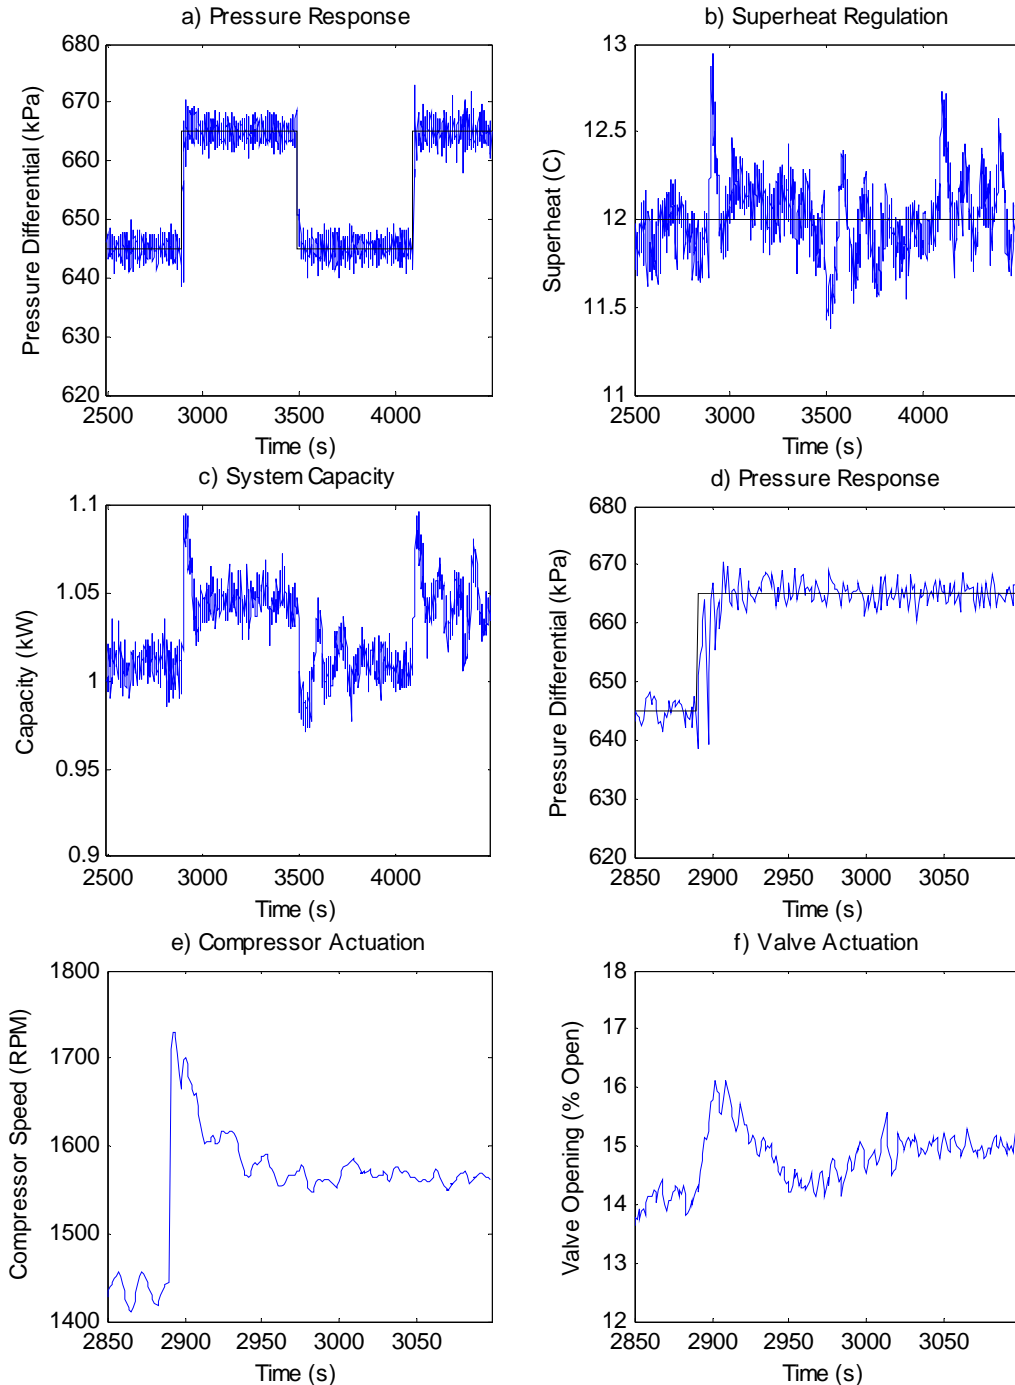 a) Pressure Response
680
670
660
650
640
630
620
Pressure Differential (kPa)
2500 3000 3500 4000
Time (s)
b) Superheat Regulation
13
12.5
12
11.5
11
Superheat (C)
2500 3000 3500 4000
Time (s)
c) System Capacity
1.1
1.05
1
0.95
0.9
Capacity (kW)
2500 3000 3500 4000
Time (s)
d) Pressure Response
680
670
660
650
640
630
620
Pressure Differential (kPa)
2850 2900 2950 3000 3050
Time (s)
e) Compressor Actuation
1800
1700
1600
1500
1400
Compressor Speed (RPM)
2850 2900 2950 3000 3050
Time (s)
f) Valve Actuation
18
17
16
15
14
13
12
Valve Opening (% Open)
2850 2900 2950 3000 3050
Time (s)